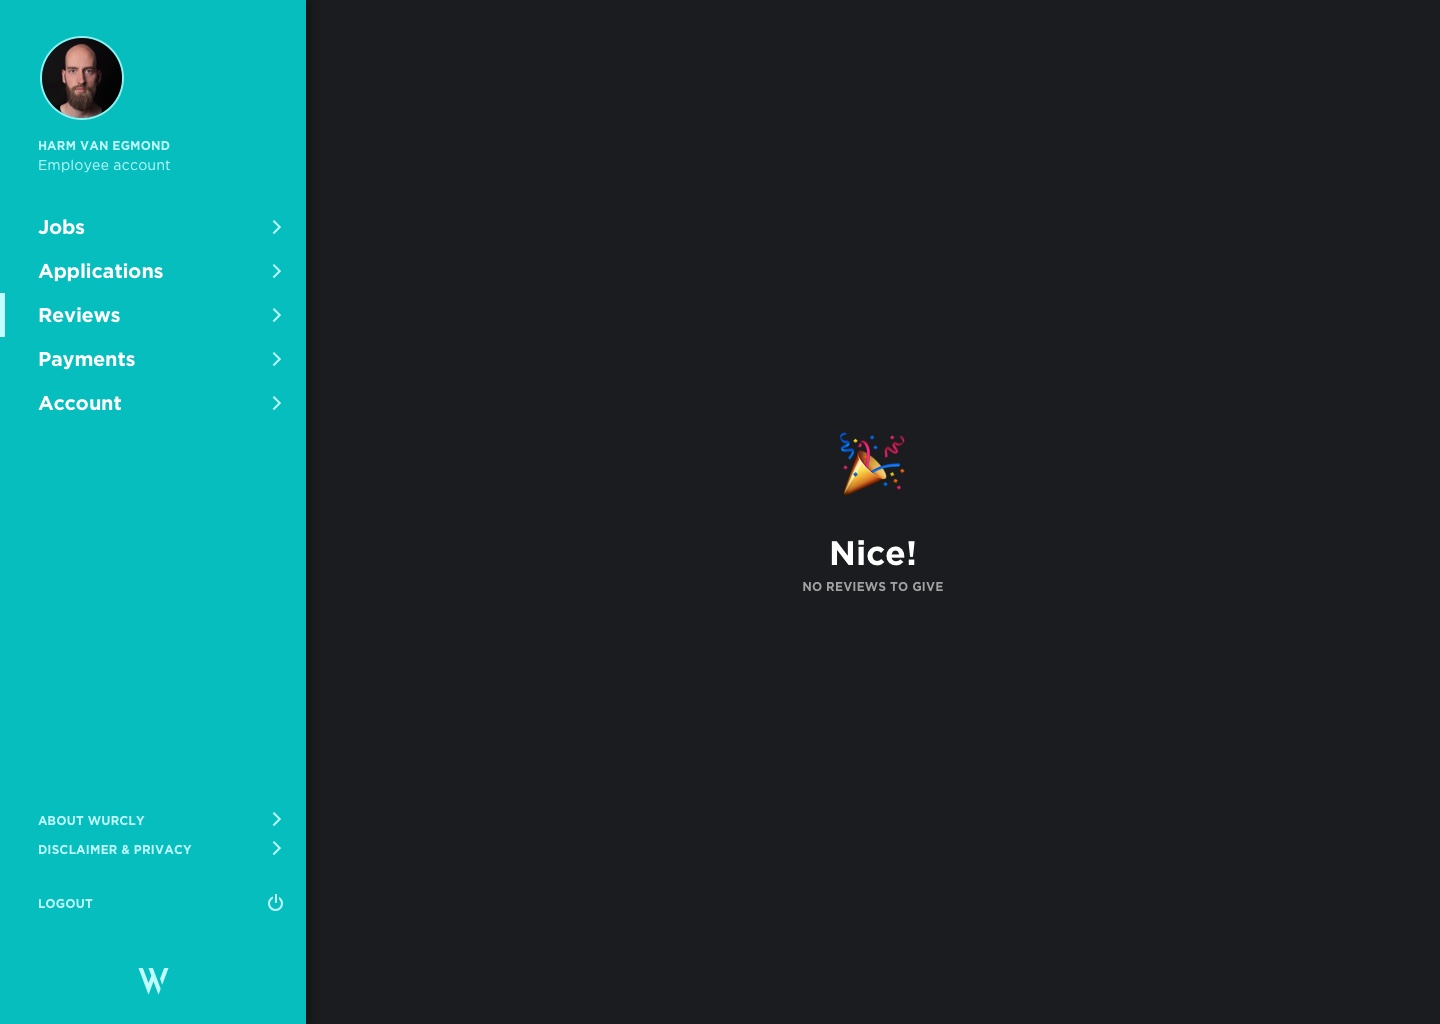 HARM VAN EGMOND
Employee account
Jobs
Applications
Reviews
Payments
Account
ABOUT WURCLY
DISCLAIMER & PRIVACY
LOGOUT
W
Nice!
NO REVIEWS TO GIVE